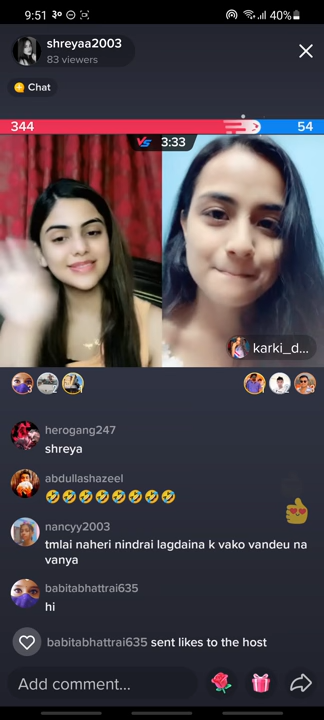 9:51 40%
shreyaa2003
83 viewers
Chat
344 54
VS 3:33
karki_d...
herogang247
shreya
abdullashazeel
🤣🤣🤣🤣🤣🤣🤣🤣
nancyy2003
tmlai naheri nindrai lagdaina k vako vandeu na
vanya
babitabhattrai635
hi
babitabhattrai635 sent likes to the host
Add comment...